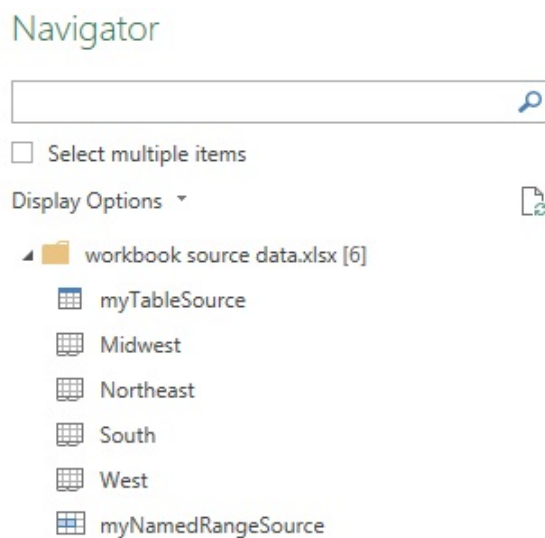 Navigator
Select multiple items
Display Options
workbook source data.xlsx [6]
myTableSource
Midwest
Northeast
South
West
myNamedRangeSource